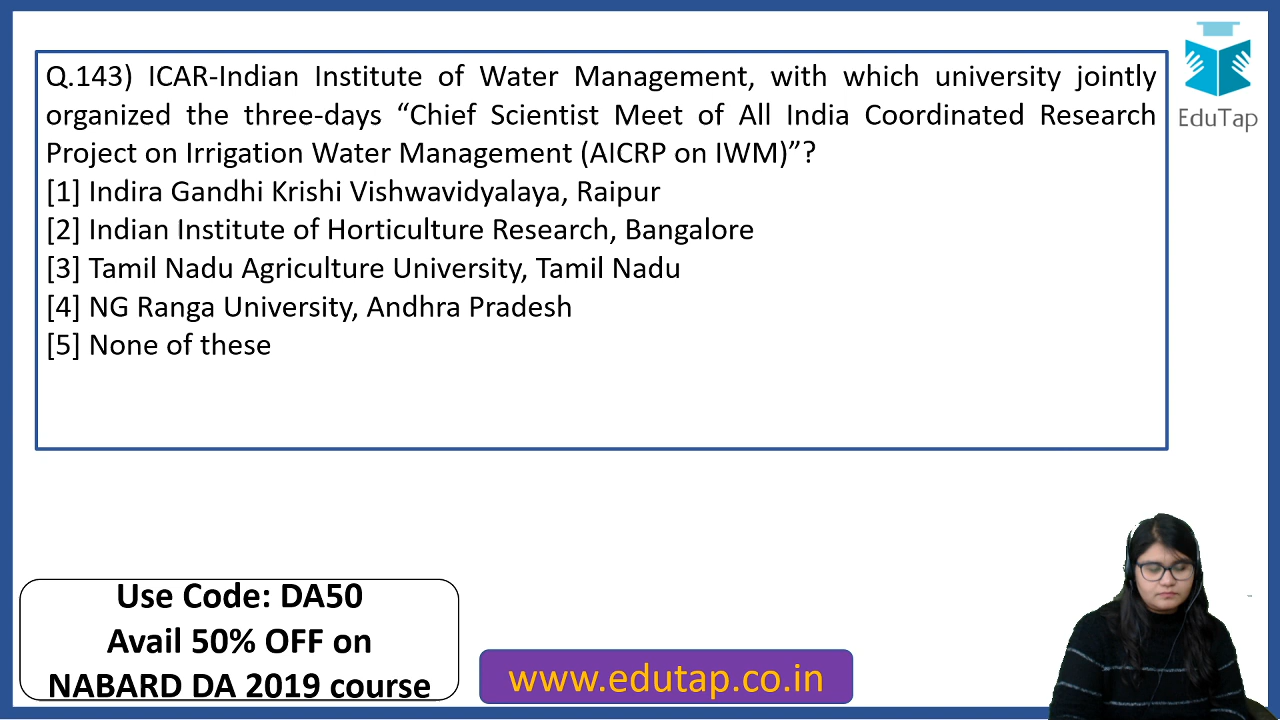 Q.143) ICAR-Indian Institute of Water Management, with which university jointly
organized the three-days “Chief Scientist Meet of All India Coordinated Research
Project on Irrigation Water Management (AICRP on IWM)”?
[1] Indira Gandhi Krishi Vishwavidyalaya, Raipur
[2] Indian Institute of Horticulture Research, Bangalore
[3] Tamil Nadu Agriculture University, Tamil Nadu
[4] NG Ranga University, Andhra Pradesh
[5] None of these
EduTap
Use Code: DA50
Avail 50% OFF on
NABARD DA 2019 course
www.edutap.co.in